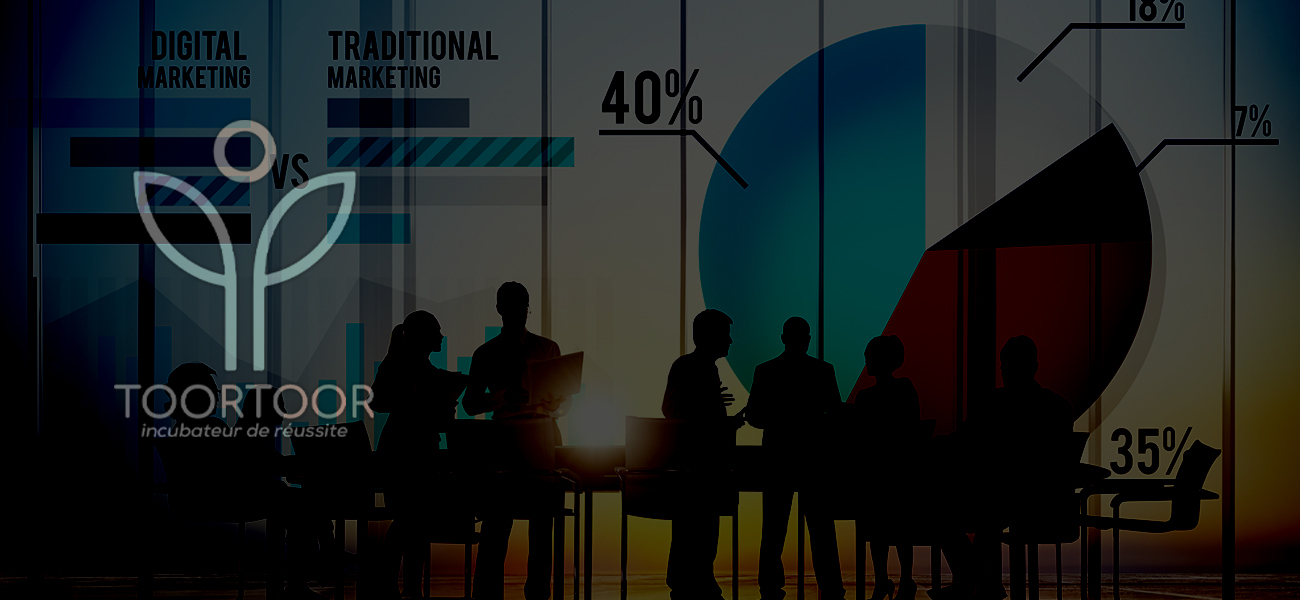 DIGITAL
MARKETING
TRADITIONAL
MARKETING
VS
40%
18%
7%
35%
TOORTOOR
incubateur de réussite